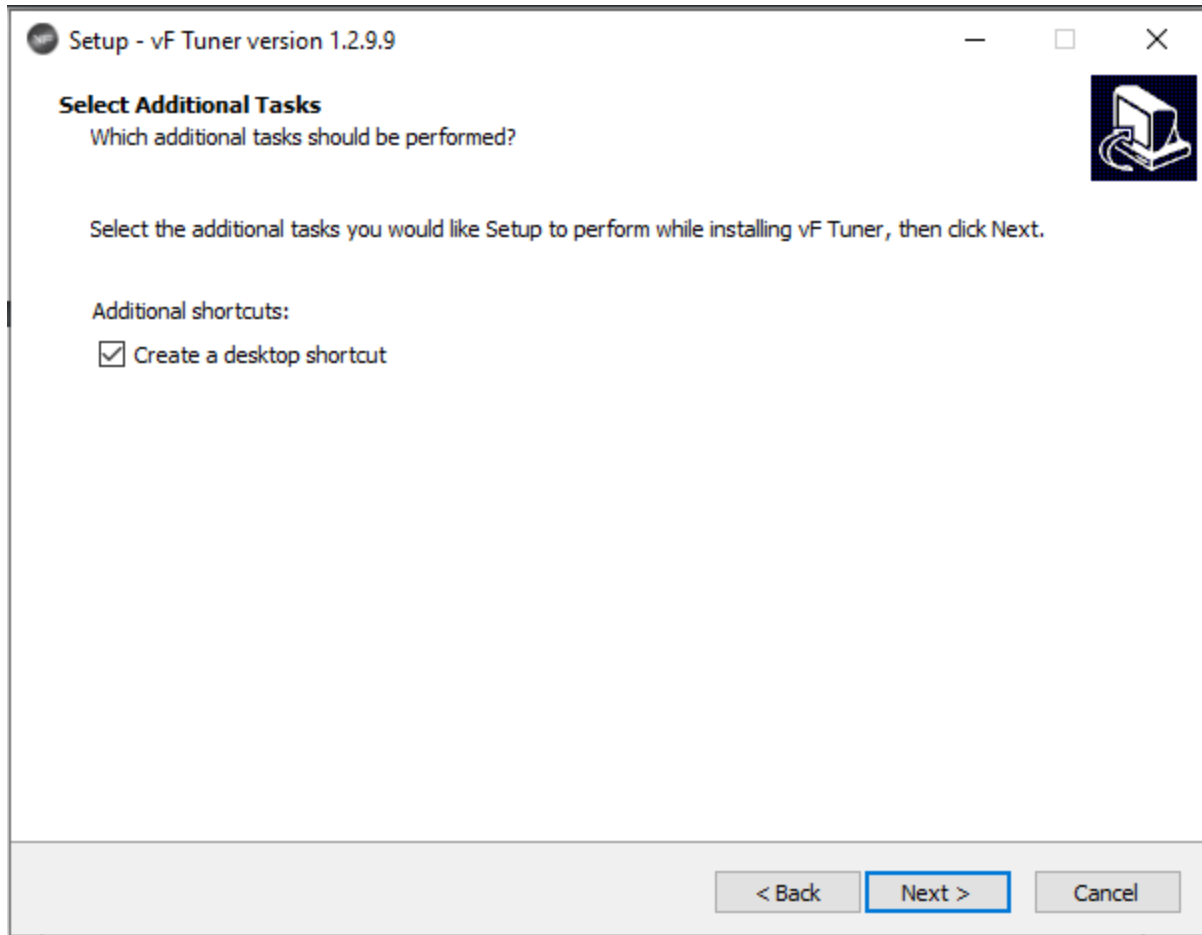 Setup - vF Tuner version 1.2.9.9
Select Additional Tasks
Which additional tasks should be performed?
Select the additional tasks you would like Setup to perform while installing vF Tuner, then click Next.
Additional shortcuts:
Create a desktop shortcut
< Back
Next >
Cancel